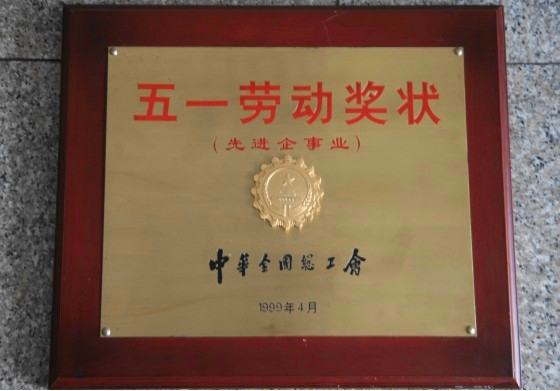 五一劳动奖状
(先进企事业)
中華全國總工會
1999年4月